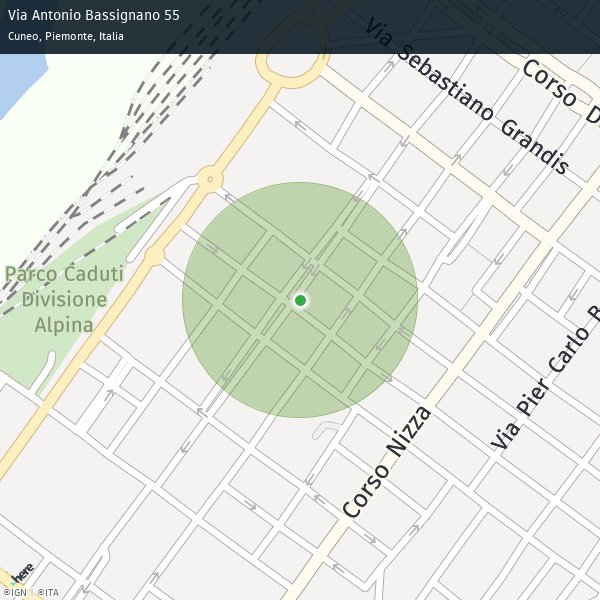 Via Antonio Bassignano 55
Cuneo, Piemonte, Italia
Via Sebastiano Grandis
Corso D
Parco Caduti
Divisione
Alpina
Via Pier Carlo B
Corso Nizza
here
©IGN | ©ITA